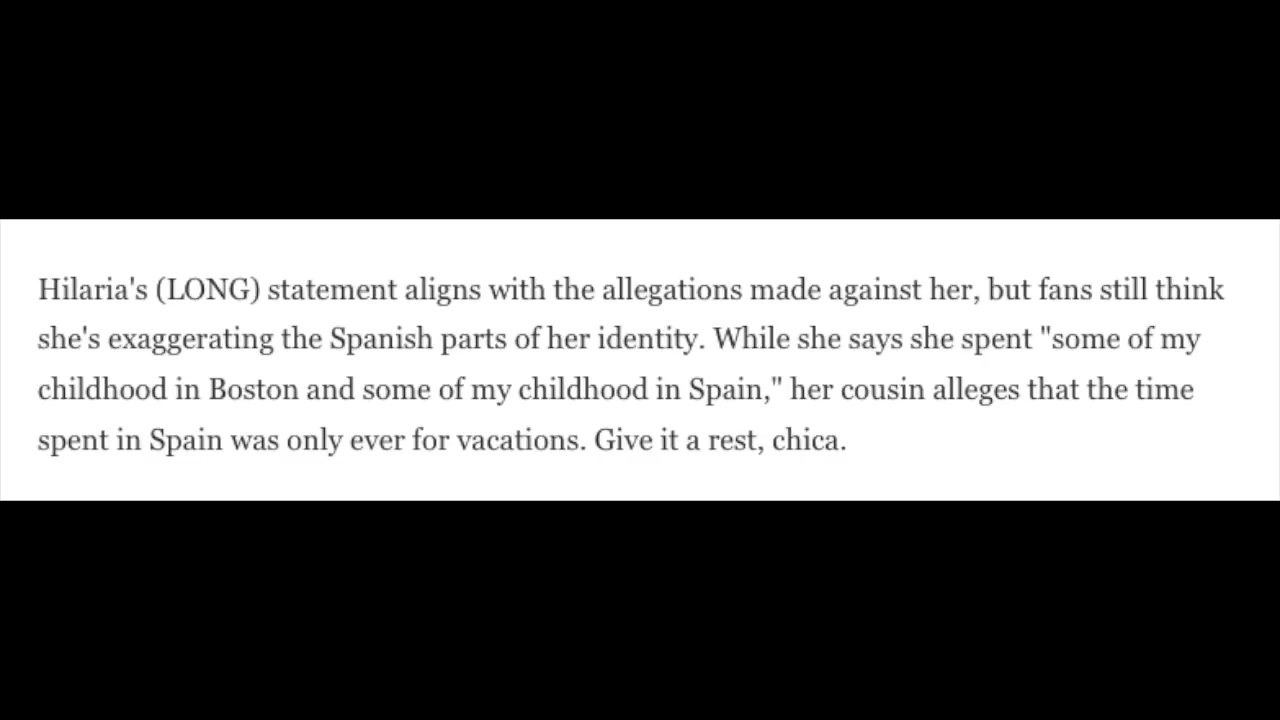 Hilaria's (LONG) statement aligns with the allegations made against her, but fans still think
she's exaggerating the Spanish parts of her identity. While she says she spent "some of my
childhood in Boston and some of my childhood in Spain," her cousin alleges that the time
spent in Spain was only ever for vacations. Give it a rest, chica.